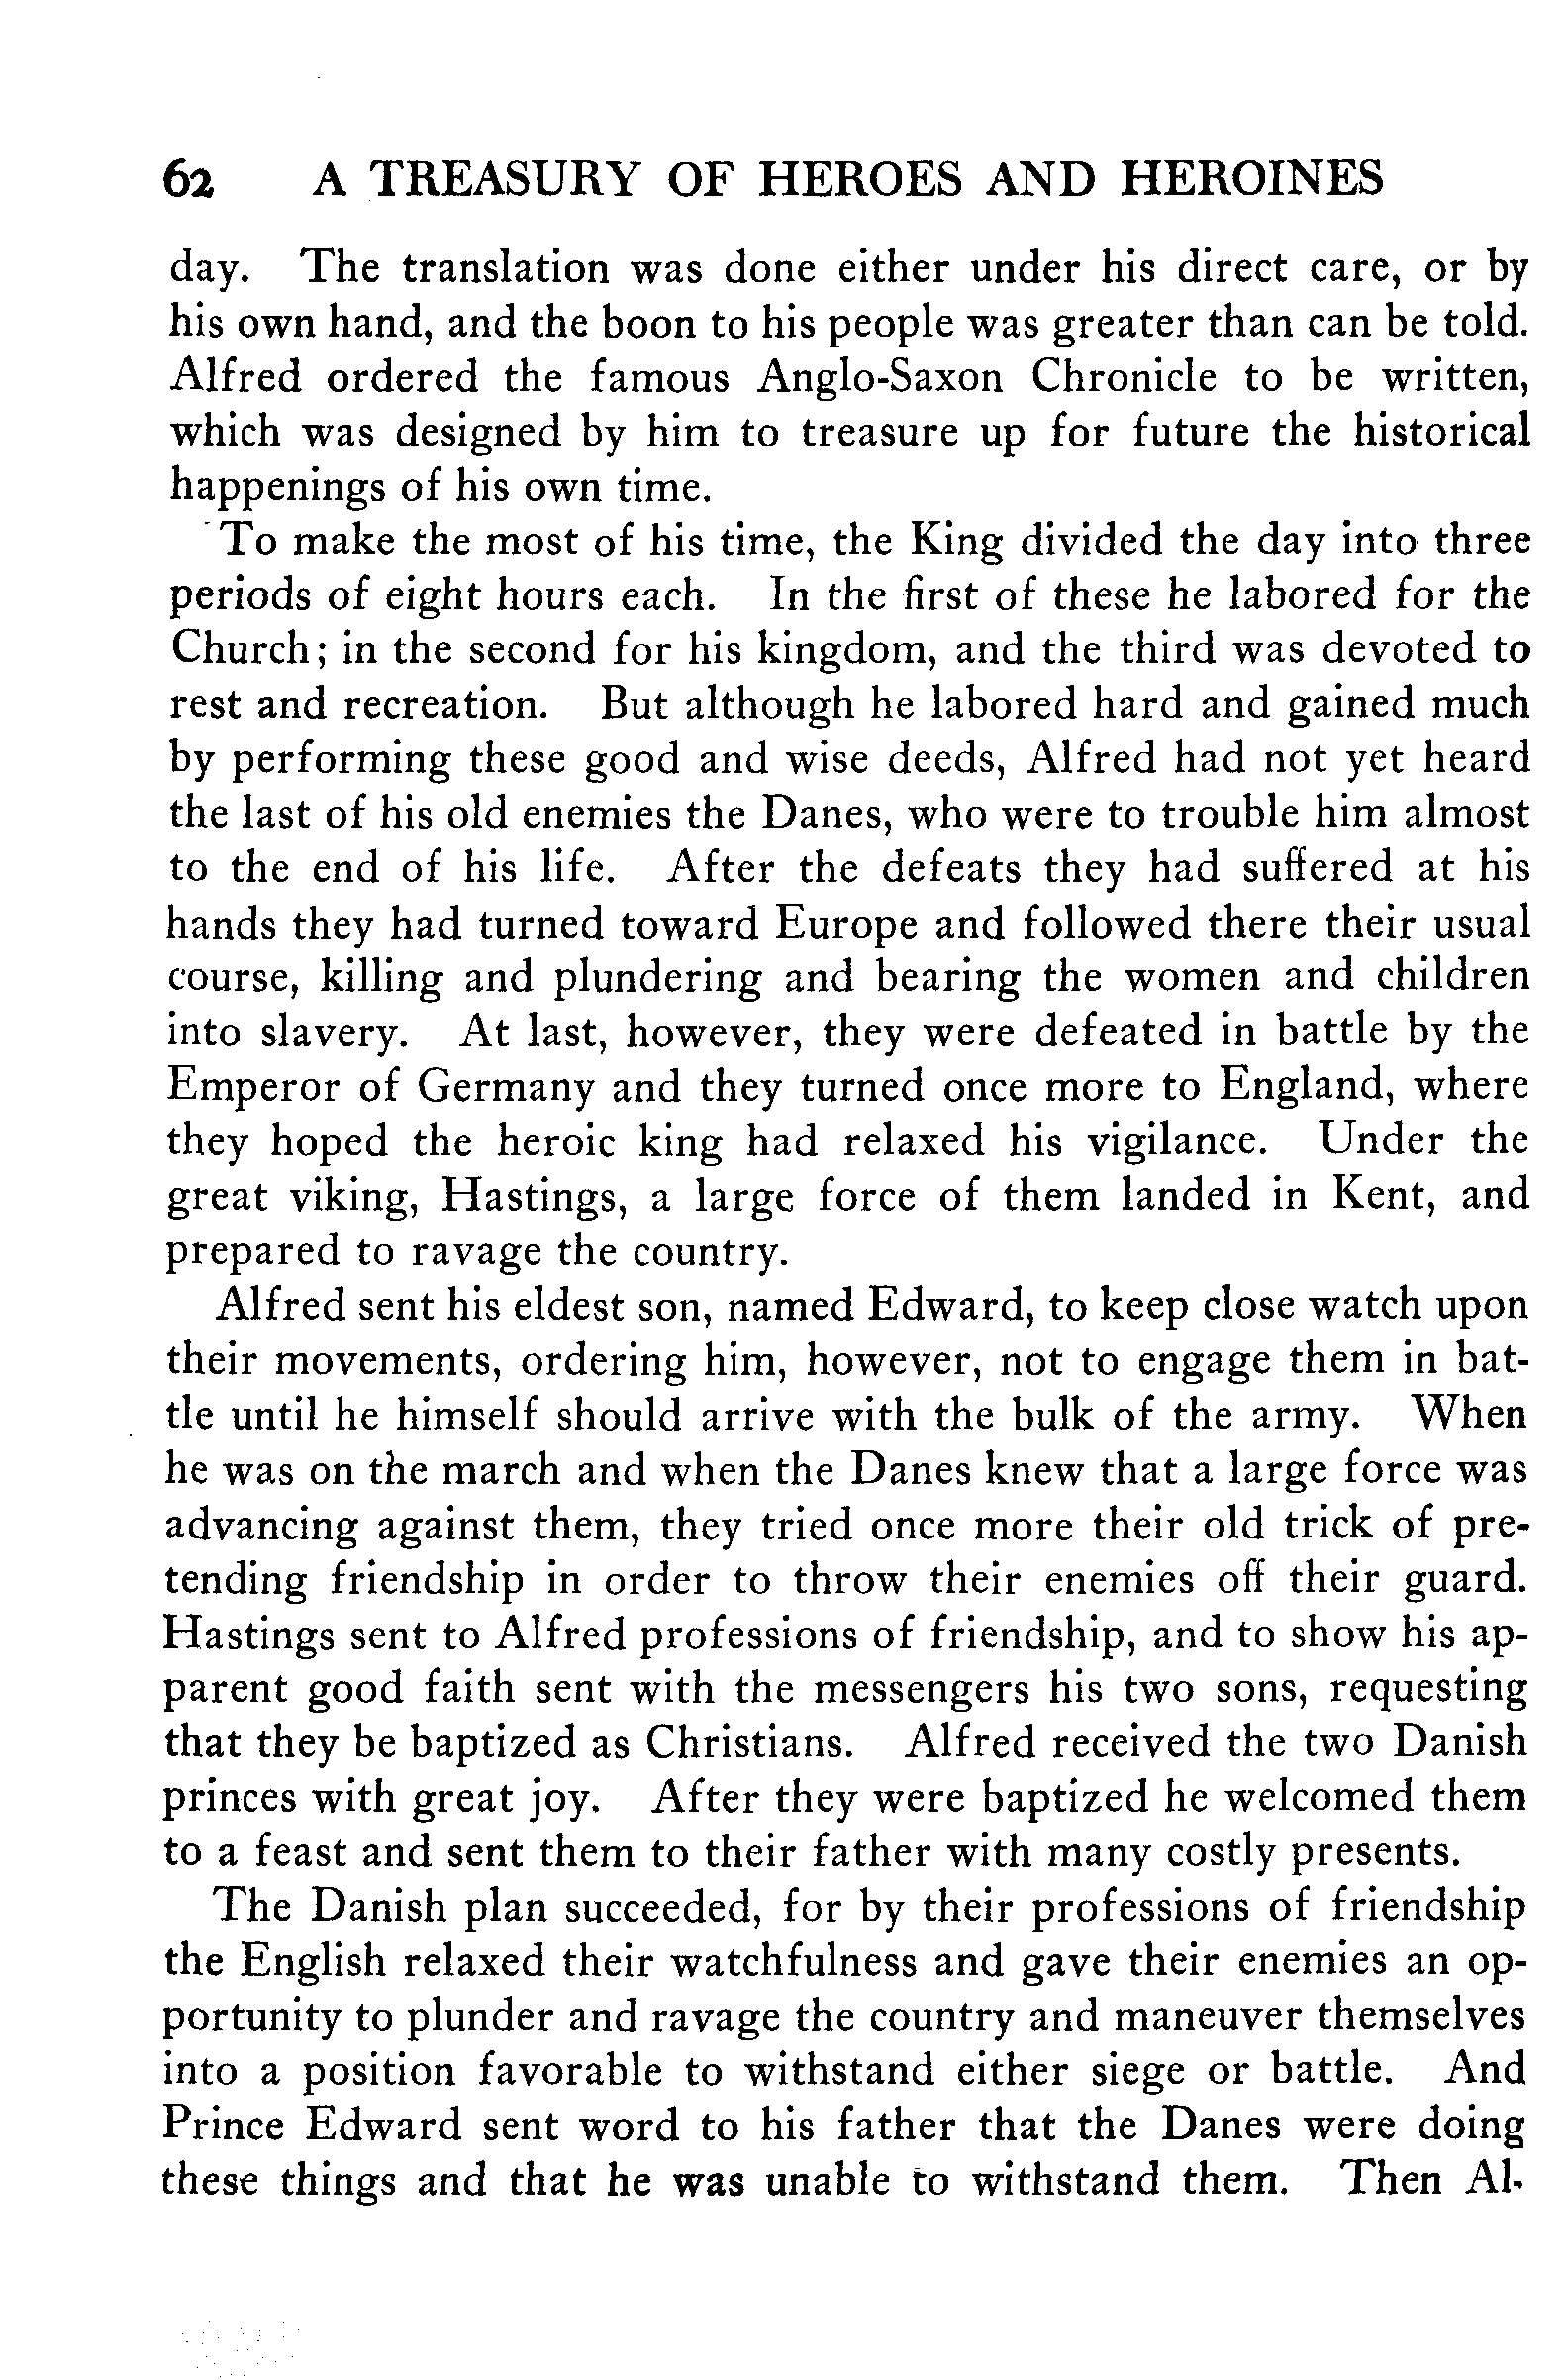 62 A TREASURY OF HEROES AND HEROINES
day. The translation was done either under his direct care, or by
his own hand, and the boon to his people was greater than can be told.
Alfred ordered the famous Anglo-Saxon Chronicle to be written,
which was designed by him to treasure up for future the historical
happenings of his own time.
To make the most of his time, the King divided the day into three
periods of eight hours each. In the first of these he labored for the
Church; in the second for his kingdom, and the third was devoted to
rest and recreation. But although he labored hard and gained much
by performing these good and wise deeds, Alfred had not yet heard
the last of his old enemies the Danes, who were to trouble him almost
to the end of his life. After the defeats they had suffered at his
hands they had turned toward Europe and followed there their usual
course, killing and plundering and bearing the women and children
into slavery. At last, however, they were defeated in battle by the
Emperor of Germany and they turned once more to England, where
they hoped the heroic king had relaxed his vigilance. Under the
great viking, Hastings, a large force of them landed in Kent, and
prepared to ravage the country.
Alfred sent his eldest son, named Edward, to keep close watch upon
their movements, ordering him, however, not to engage them in bat-
tle until he himself should arrive with the bulk of the army. When
he was on the march and when the Danes knew that a large force was
advancing against them, they tried once more their old trick of pre-
tending friendship in order to throw their enemies off their guard.
Hastings sent to Alfred professions of friendship, and to show his ap-
parent good faith sent with the messengers his two sons, requesting
that they be baptized as Christians. Alfred received the two Danish
princes with great joy. After they were baptized he welcomed them
to a feast and sent them to their father with many costly presents.
The Danish plan succeeded, for by their professions of friendship
the English relaxed their watchfulness and gave their enemies an op-
portunity to plunder and ravage the country and maneuver themselves
into a position favorable to withstand either siege or battle. And
Prince Edward sent word to his father that the Danes were doing
these things and that he was unable to withstand them. Then Al-